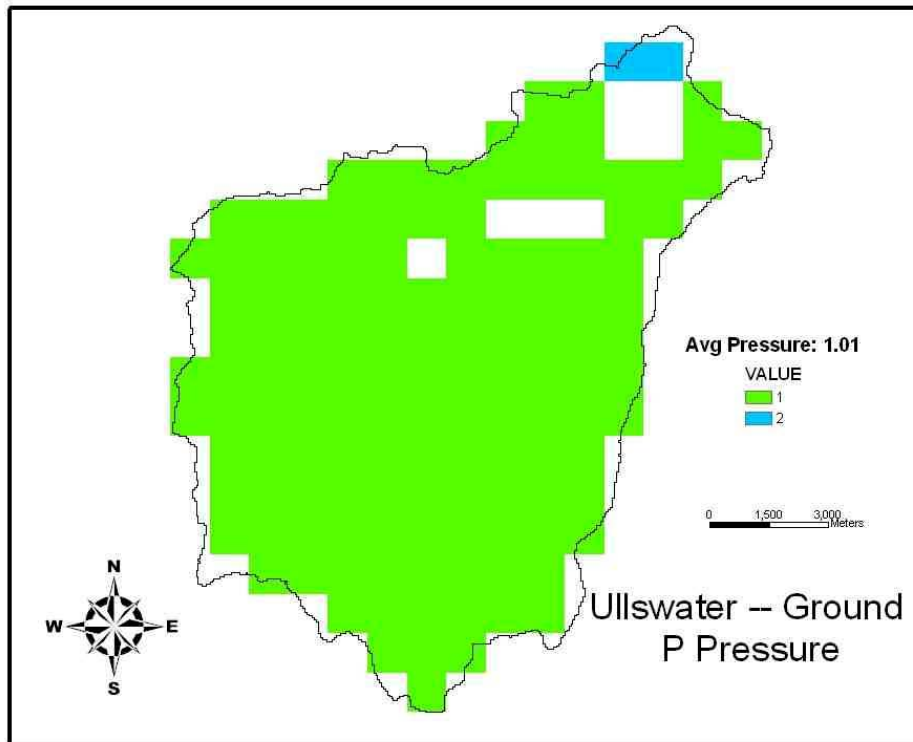 Avg Pressure: 1.01
VALUE
1
2
0 1,500 3,000
Meters
N
W E
S
Ullswater -- Ground
P Pressure